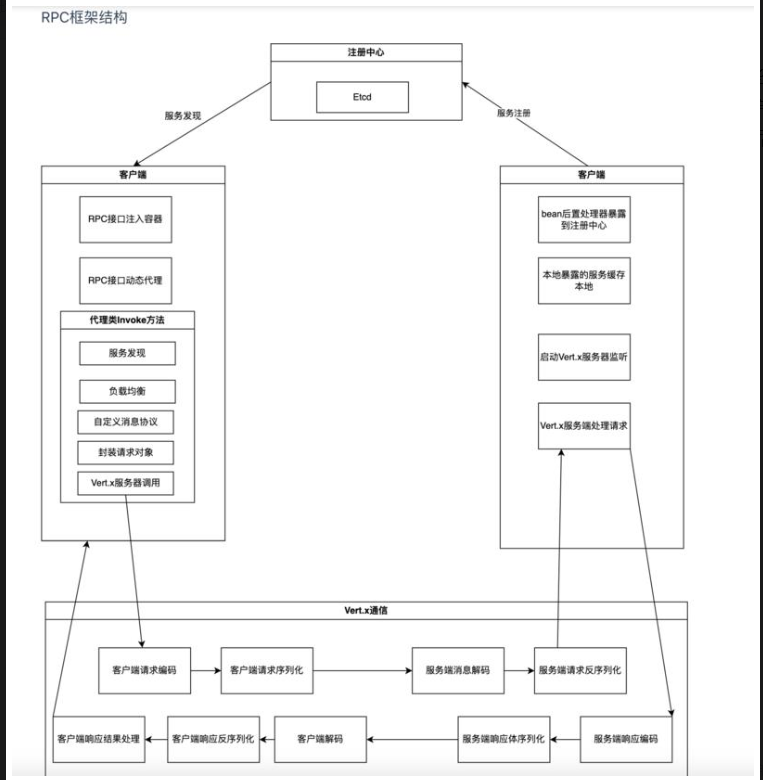 RPC框架结构
注册中心
Etcd
服务发现
服务注册
客户端
RPC接口注入容器
RPC接口动态代理
代理类Invoke方法
服务发现
负载均衡
自定义消息协议
封装请求对象
Vert.x服务器调用
客户端
bean后置处理器暴露
到注册中心
本地暴露的服务缓存
本地
启动Vert.x服务器监听
Vert.x服务端处理请求
Vert.x通信
客户端请求编码
客户端请求序列化
服务端消息解码
服务端请求反序列化
客户端响应结果处理
客户端响应反序列化
客户端解码
服务端响应体序列化
服务端响应编码